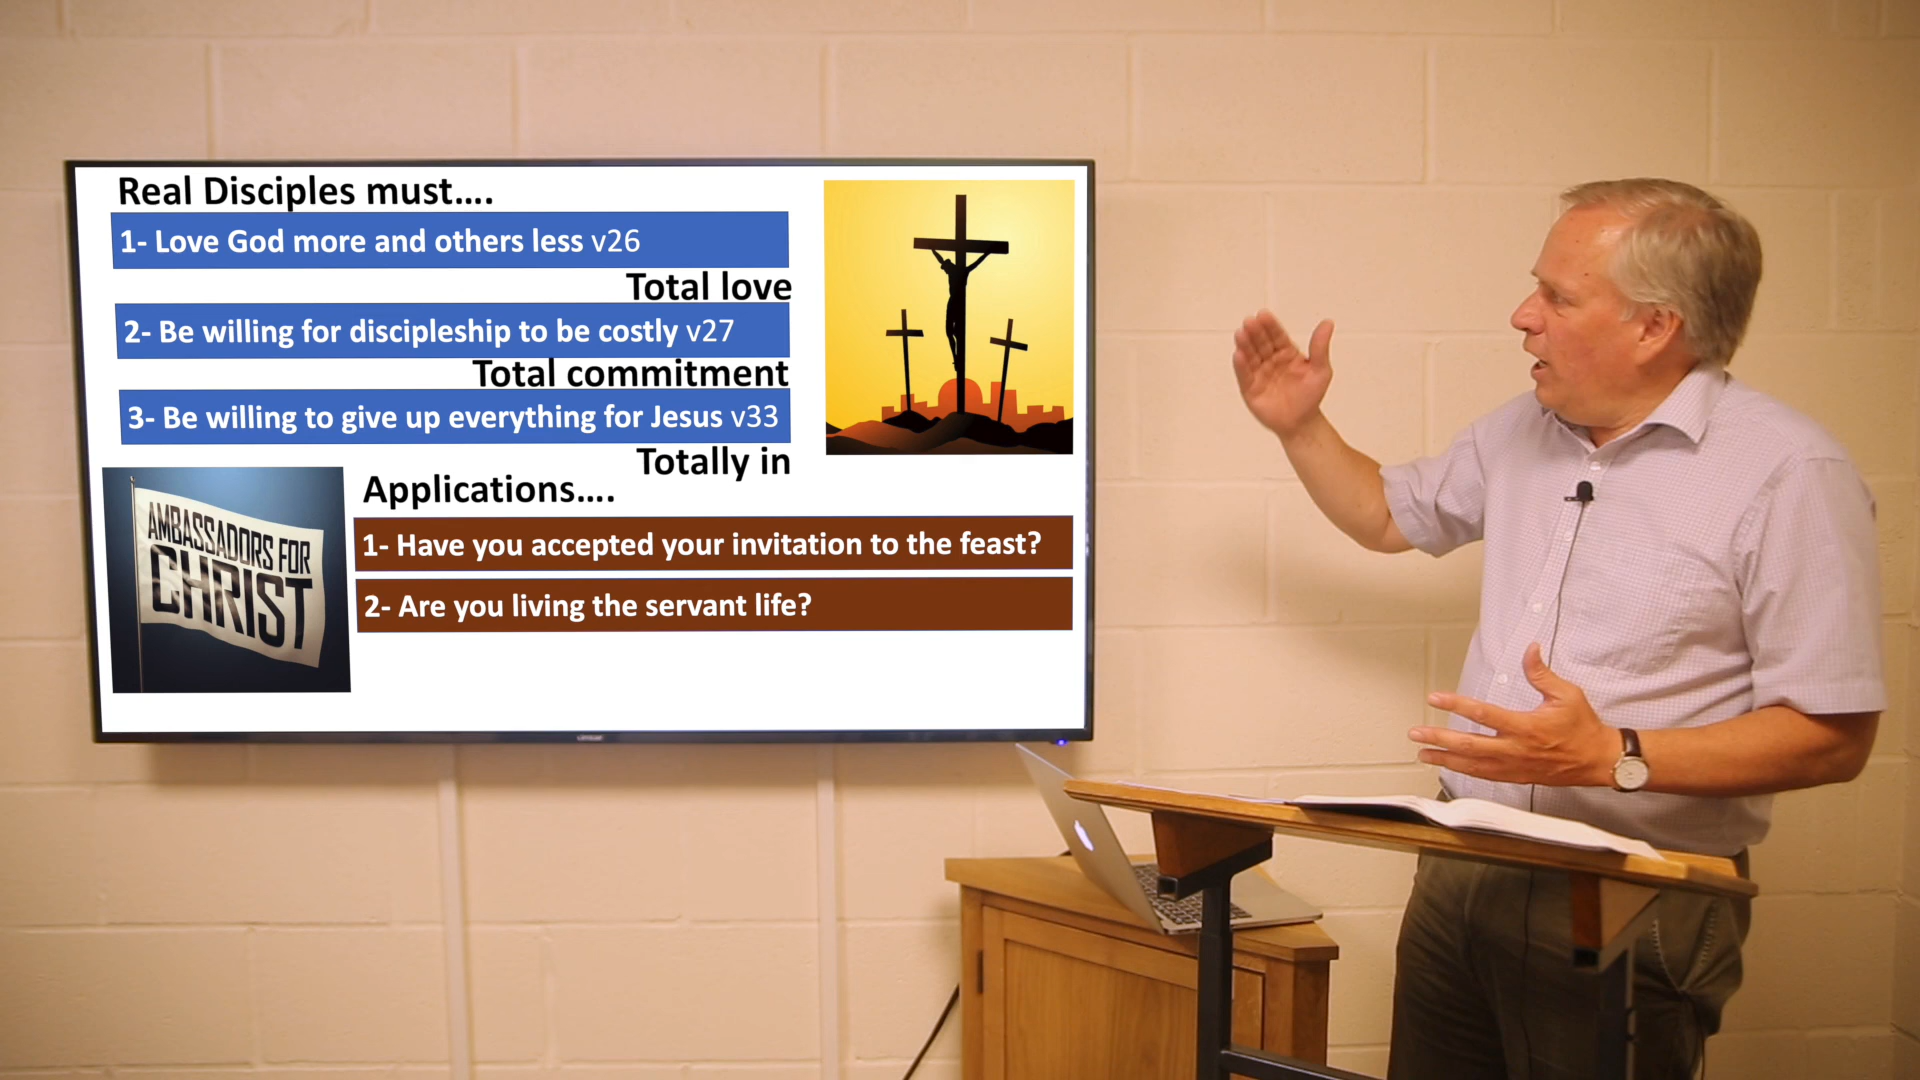 Real Disciples must....
1- Love God more and others less v26
Total love
2- Be willing for discipleship to be costly v27
Total commitment
3- Be willing to give up everything for Jesus v33
Totally in
Applications....
AMBASSADORS FOR
CHRIST
1- Have you accepted your invitation to the feast?
2- Are you living the servant life?